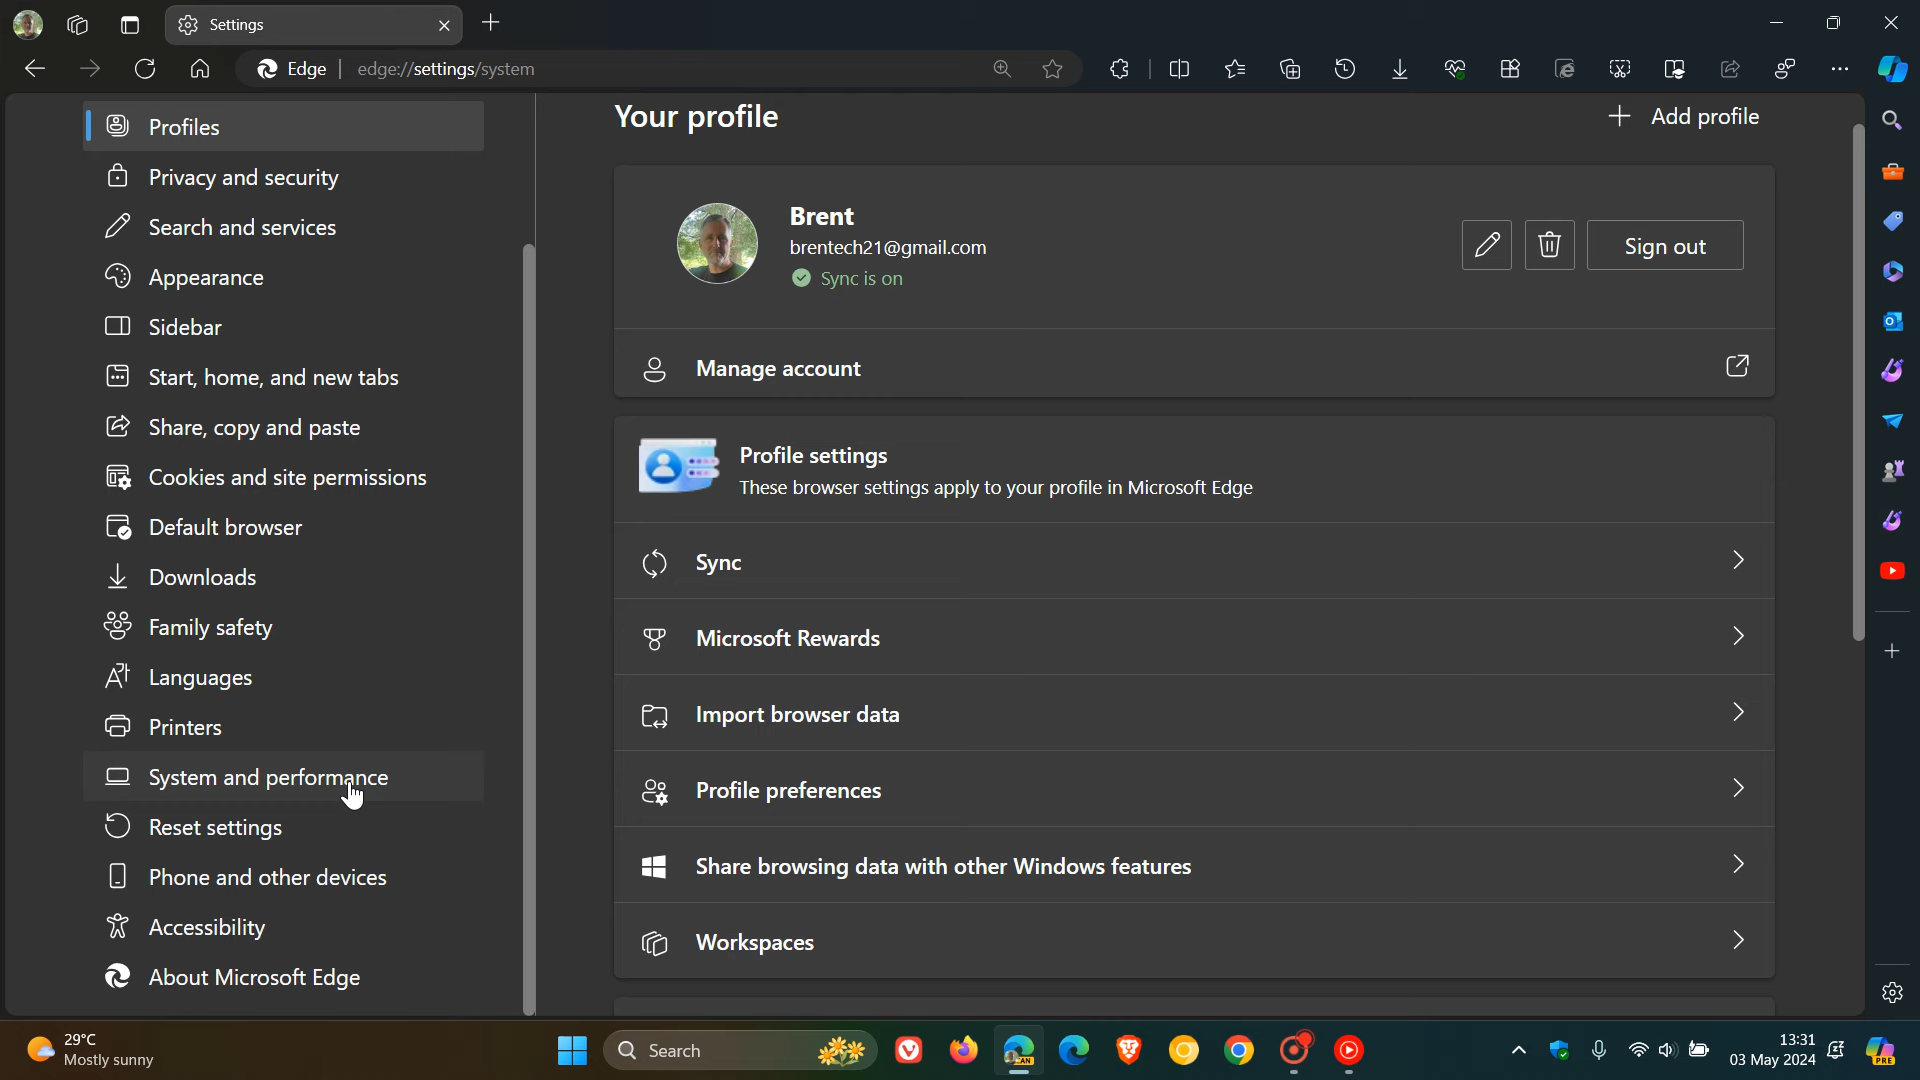 Settings
Edge
edge://settings/system
Profiles
Privacy and security
Search and services
Appearance
Sidebar
Start, home, and new tabs
Share, copy and paste
Cookies and site permissions
Default browser
Downloads
Family safety
Languages
Printers
System and performance
Reset settings
Phone and other devices
Accessibility
About Microsoft Edge
Your profile
Add profile
Brent
brentech21@gmail.com
Sync is on
Sign out
Manage account
Profile settings
These browser settings apply to your profile in Microsoft Edge
Sync
Microsoft Rewards
Import browser data
Profile preferences
Share browsing data with other Windows features
Workspaces
29°C
Mostly sunny
Search
CAN
13:31
03 May 2024
PRE